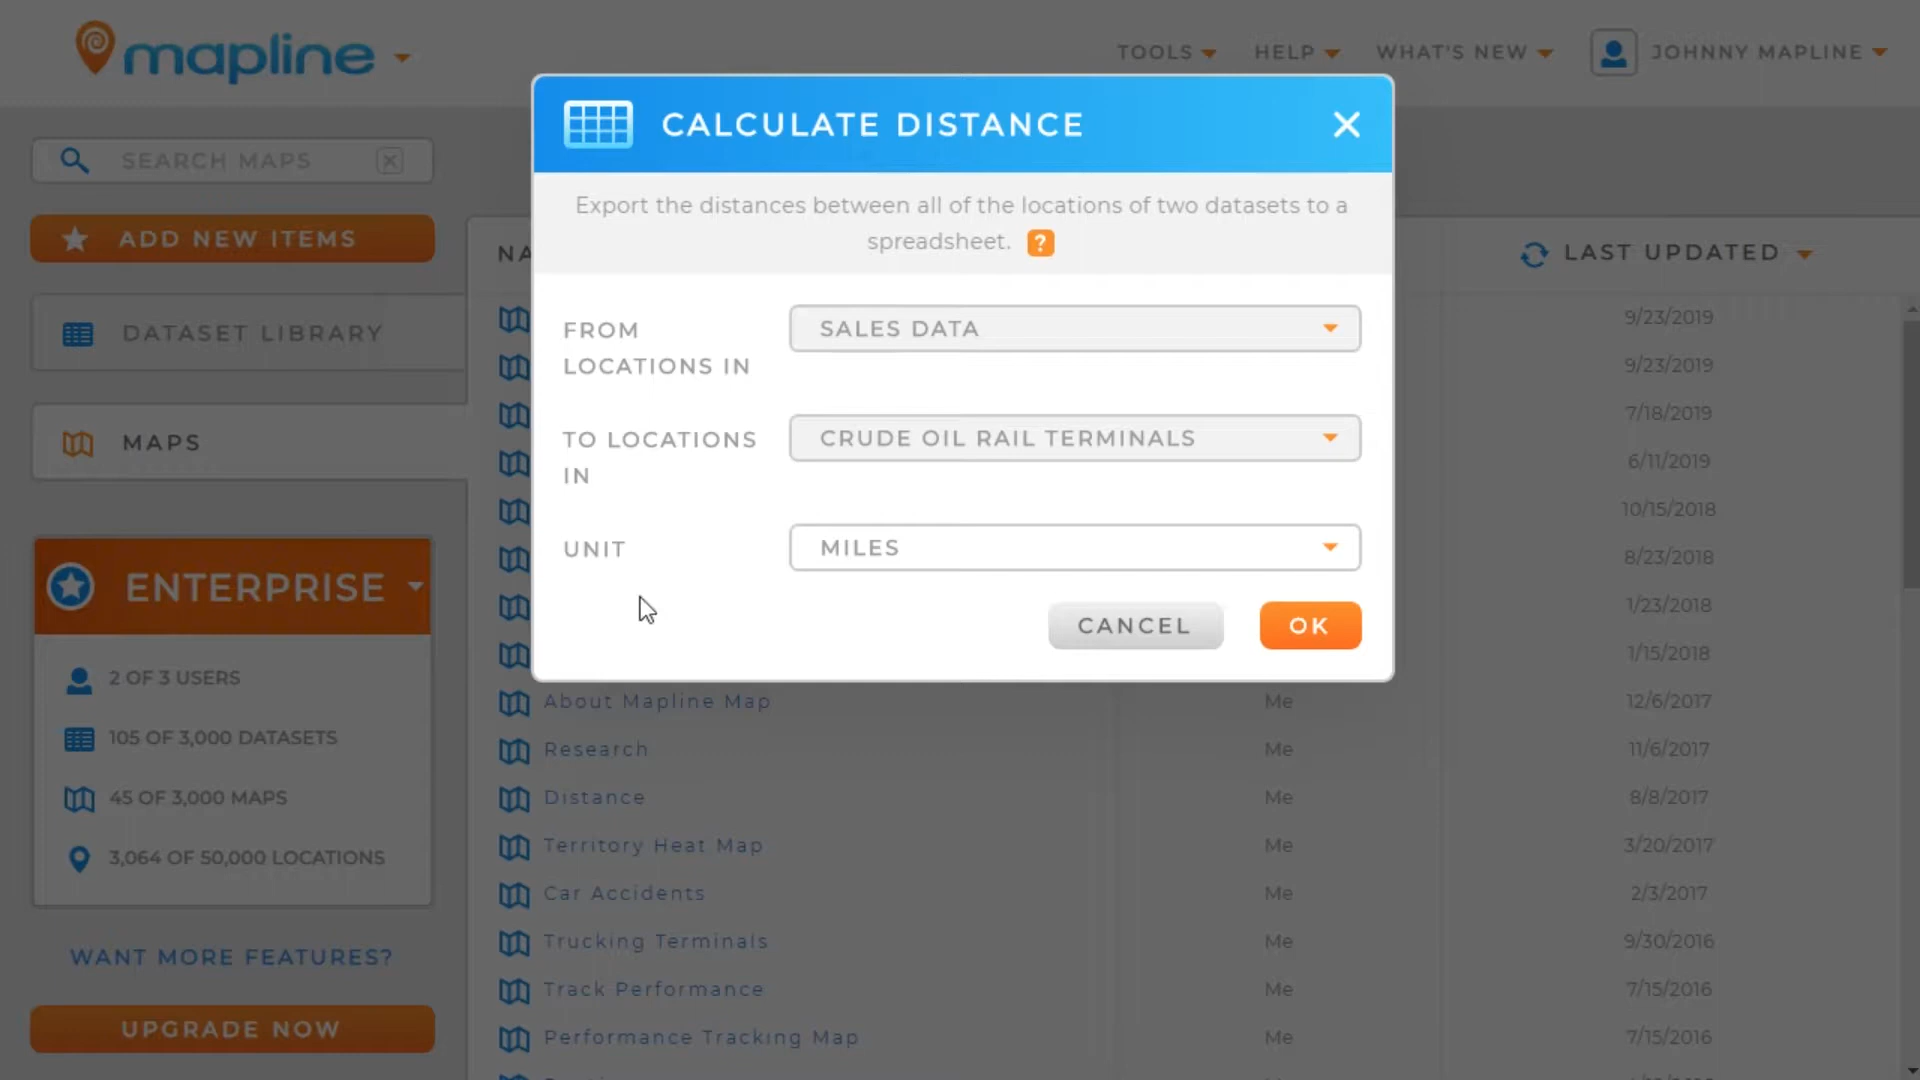 mapline
TOOLS
HELP
WHAT'S NEW
JOHNNY MAPLINE
SEARCH MAPS
ADD NEW ITEMS
DATASET LIBRARY
MAPS
ENTERPRISE
2 OF 3 USERS
105 OF 3,000 DATASETS
45 OF 3,000 MAPS
3,064 OF 50,000 LOCATIONS
WANT MORE FEATURES?
UPGRADE NOW
CALCULATE DISTANCE
Export the distances between all of the locations of two datasets to a
spreadsheet. ?
FROM
LOCATIONS IN
SALES DATA
TO LOCATIONS
IN
CRUDE OIL RAIL TERMINALS
UNIT
MILES
CANCEL
OK
LAST UPDATED
9/23/2019
9/23/2019
7/18/2019
6/11/2019
10/15/2018
8/23/2018
1/23/2018
1/15/2018
About Mapline Map Me 12/6/2017
Research Me 11/6/2017
Distance Me 8/8/2017
Territory Heat Map Me 3/20/2017
Car Accidents Me 2/3/2017
Trucking Terminals Me 9/30/2016
Track Performance Me 7/15/2016
Performance Tracking Map Me 7/15/2016